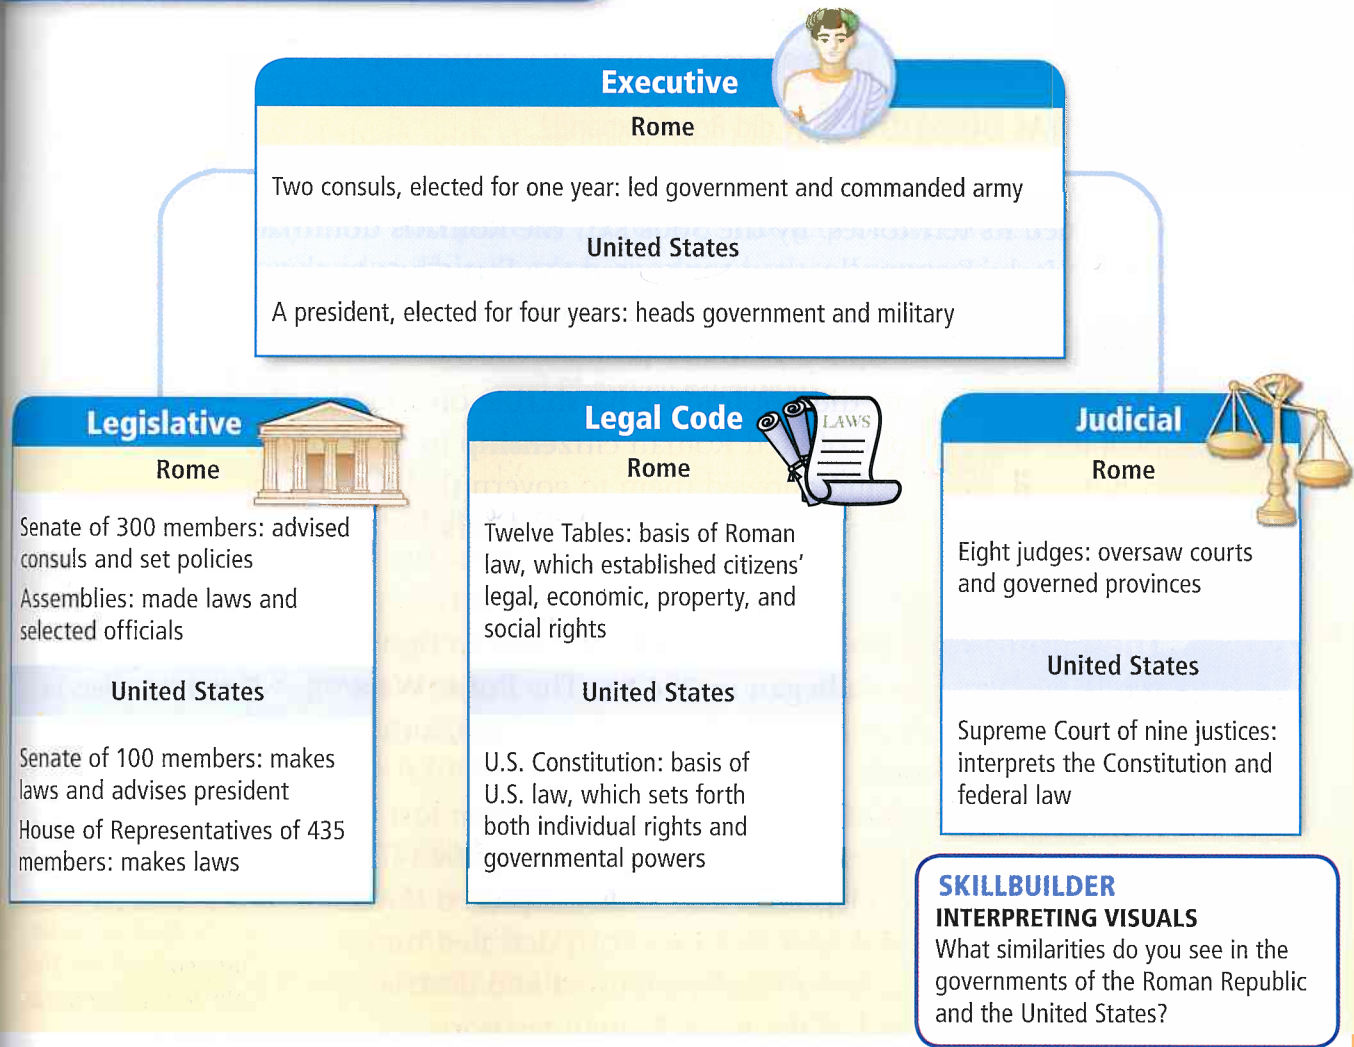 Executive
Rome
Two consuls, elected for one year: led government and commanded army
United States
A president, elected for four years: heads government and military
Legislative
Rome
Senate of 300 members: advised
consuls and set policies
Assemblies: made laws and
selected officials
United States
Senate of 100 members: makes
laws and advises president
House of Representatives of 435
members: makes laws
Legal Code
LAWS
Rome
Twelve Tables: basis of Roman
law, which established citizens'
legal, economic, property, and
social rights
United States
U.S. Constitution: basis of
U.S. law, which sets forth
both individual rights and
governmental powers
Judicial
Rome
Eight judges: oversaw courts
and governed provinces
United States
Supreme Court of nine justices:
interprets the Constitution and
federal law
SKILLBUILDER
INTERPRETING VISUALS
What similarities do you see in the
governments of the Roman Republic
and the United States?